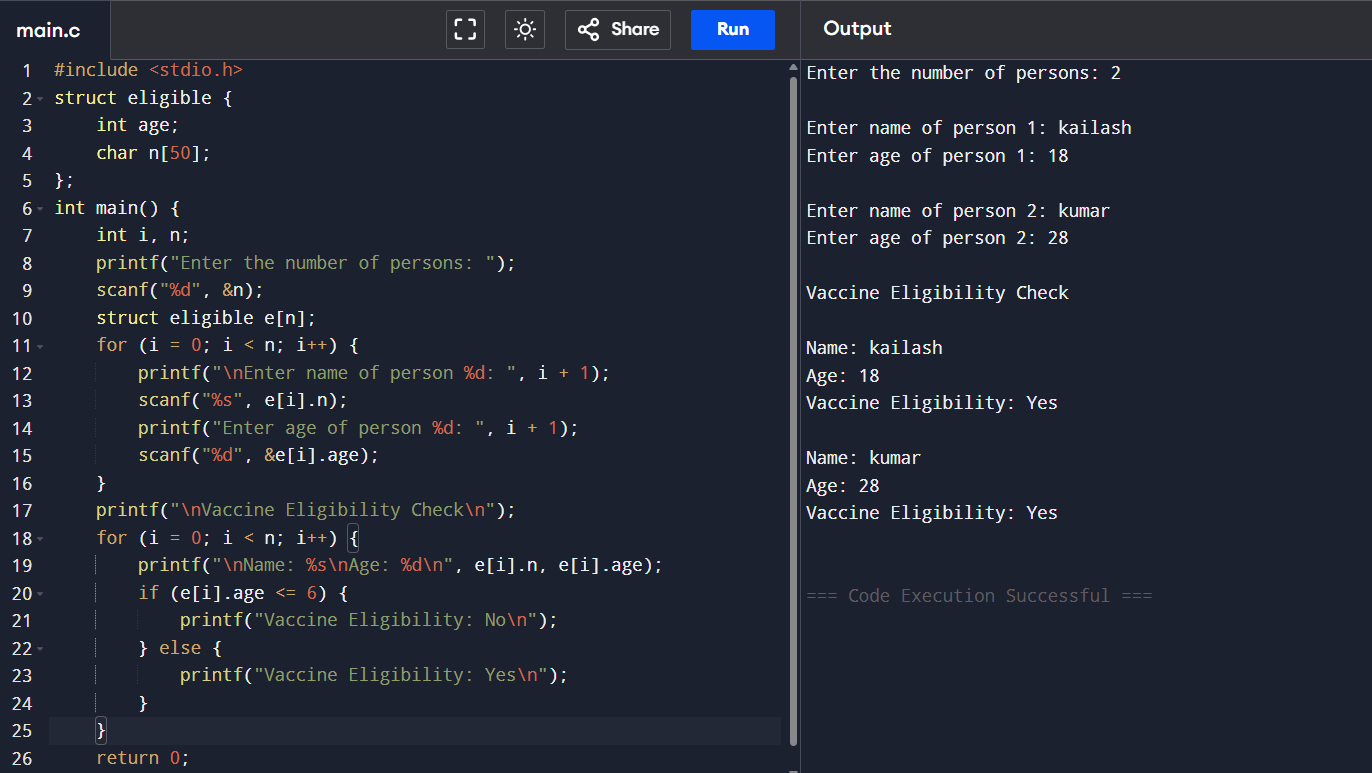 main.c
Share
Run
Output
1 #include <stdio.h>
2 struct eligible {
3     int age;
4     char n[50];
5 };
6 int main() {
7     int i, n;
8     printf("Enter the number of persons: ");
9     scanf("%d", &n);
10     struct eligible e[n];
11     for (i = 0; i < n; i++) {
12         printf("\nEnter name of person %d: ", i + 1);
13         scanf("%s", e[i].n);
14         printf("Enter age of person %d: ", i + 1);
15         scanf("%d", &e[i].age);
16     }
17     printf("\nVaccine Eligibility Check\n");
18     for (i = 0; i < n; i++) {
19         printf("\nName: %s\nAge: %d\n", e[i].n, e[i].age);
20         if (e[i].age <= 6) {
21             printf("Vaccine Eligibility: No\n");
22         } else {
23             printf("Vaccine Eligibility: Yes\n");
24         }
25     }
26     return 0;
Enter the number of persons: 2
Enter name of person 1: kailash
Enter age of person 1: 18
Enter name of person 2: kumar
Enter age of person 2: 28
Vaccine Eligibility Check
Name: kailash
Age: 18
Vaccine Eligibility: Yes
Name: kumar
Age: 28
Vaccine Eligibility: Yes
=== Code Execution Successful ===